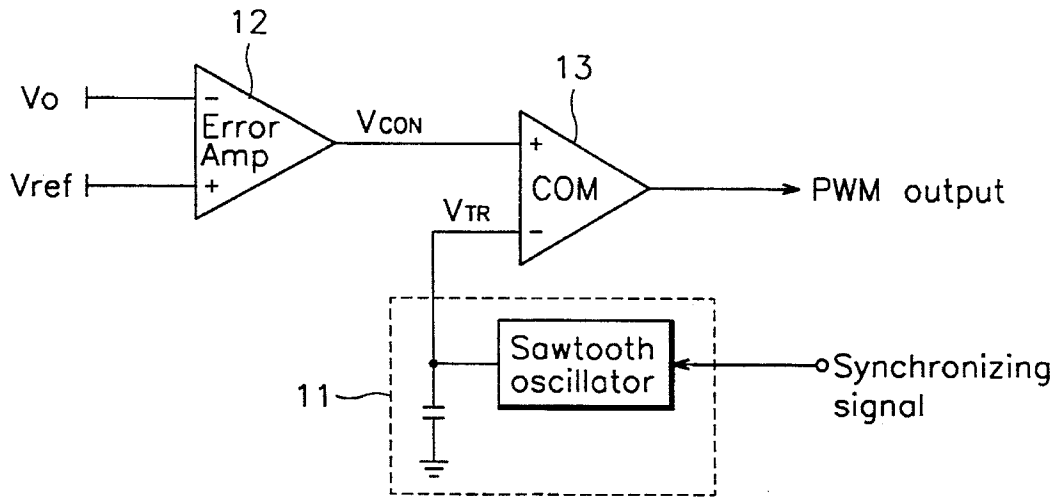 12
Vo
-
Error
Amp
Vref
+
VCON
13
+
COM
-
VTR
PWM output
Sawtooth
oscillator
11
Synchronizing
signal